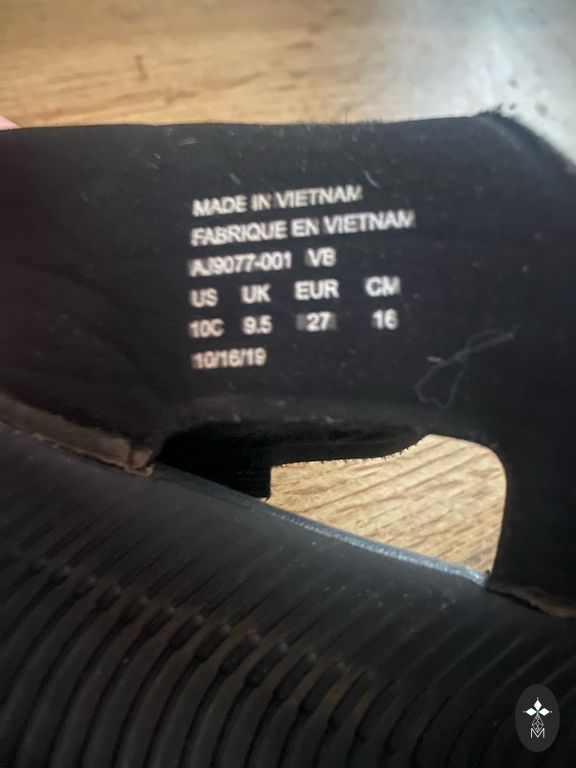 MADE IN VIETNAM
FABRIQUE EN VIETNAM
AJ9077-001 VB
US UK EUR CM
10C 9.5 27 16
10/16/19
M